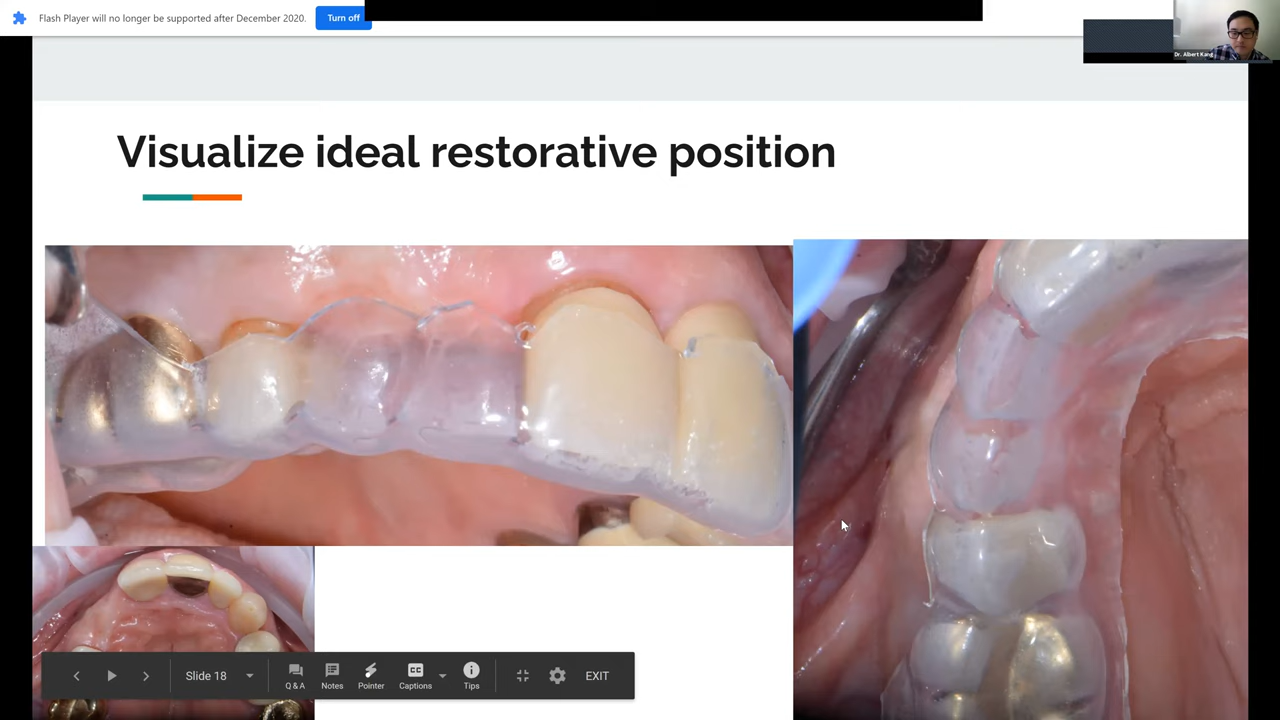 Flash Player will no longer be supported after December 2020.
Turn off
Dr. Albert Kang
Visualize ideal restorative position
Slide 18
Q & A
Notes
Pointer
CC
Captions
Tips
EXIT